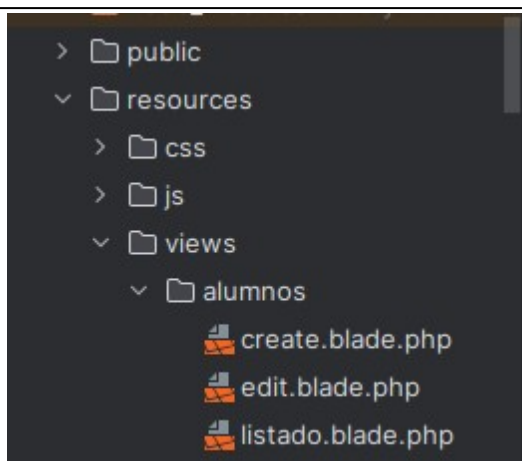 public
resources
css
js
views
alumnos
create.blade.php
edit.blade.php
listado.blade.php